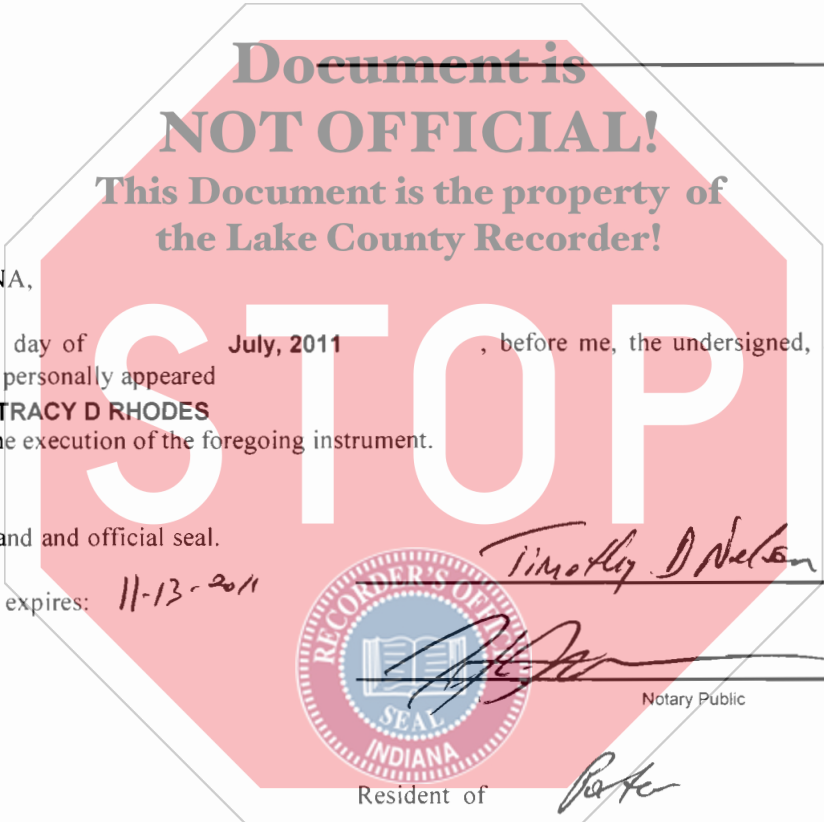 Document is
NOT OFFICIAL!
This Document is the property of
the Lake County Recorder!
NA,
day of July, 2011 , before me, the undersigned,
personally appeared
TRACY D RHODES
he execution of the foregoing instrument.
STOP
and and official seal.
Timothy D Nelson
expires: 11-13-2011
RECORDER'S OFFICE
SEAL
INDIANA
Notary Public
Resident of Porter